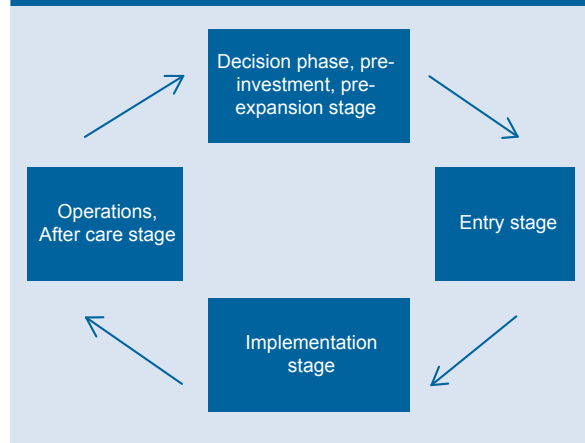 Decision phase, pre-
investment, pre-
expansion stage
Operations,
After care stage
Entry stage
Implementation
stage